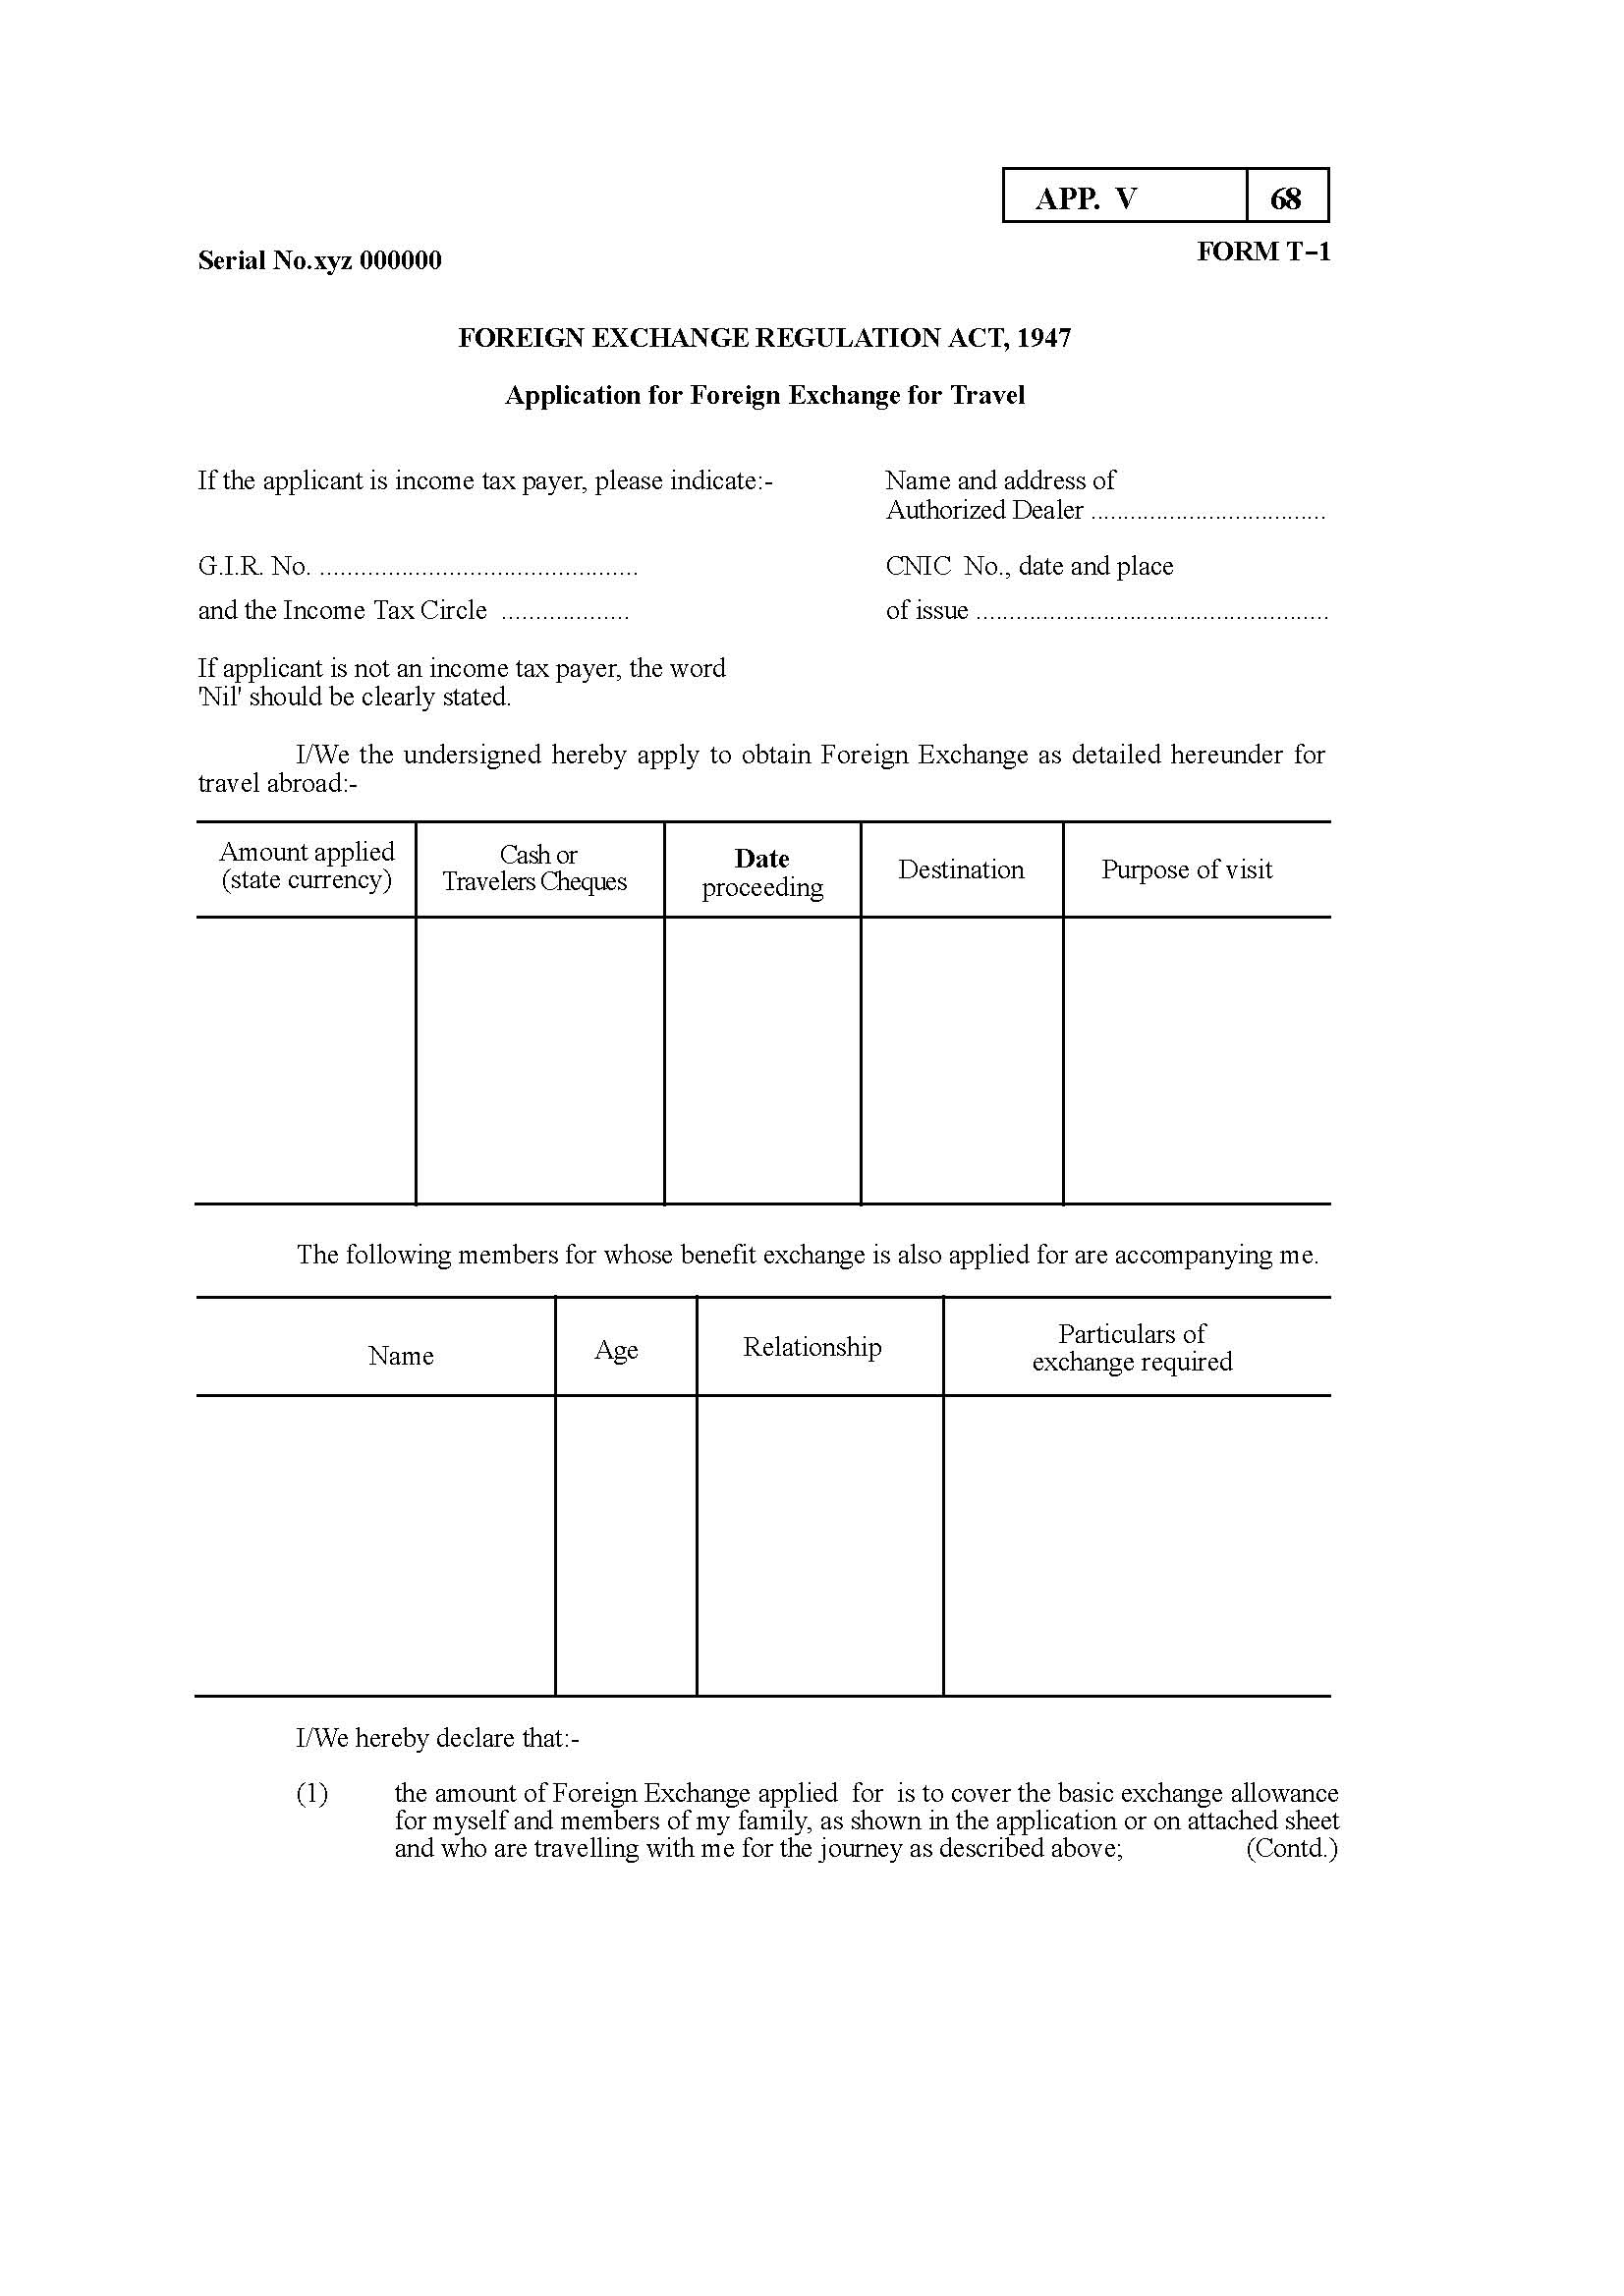 APP. V 68
Serial No.xyz 000000
FORM T–1
FOREIGN EXCHANGE REGULATION ACT, 1947
Application for Foreign Exchange for Travel
If the applicant is income tax payer, please indicate:-
Name and address of
Authorized Dealer ....................................
G.I.R. No. ...............................................
CNIC  No., date and place
and the Income Tax Circle  ...................
of issue ....................................................
If applicant is not an income tax payer, the word
'Nil' should be clearly stated.
I/We the undersigned hereby apply to obtain Foreign Exchange as detailed hereunder for
travel abroad:-
Amount applied
(state currency)
Cash or
Travelers Cheques
Date
proceeding
Destination
Purpose of visit
The following members for whose benefit exchange is also applied for are accompanying me.
Name
Age
Relationship
Particulars of
exchange required
I/We hereby declare that:-
(1) the amount of Foreign Exchange applied  for  is to cover the basic exchange allowance
for myself and members of my family, as shown in the application or on attached sheet
and who are travelling with me for the journey as described above; (Contd.)